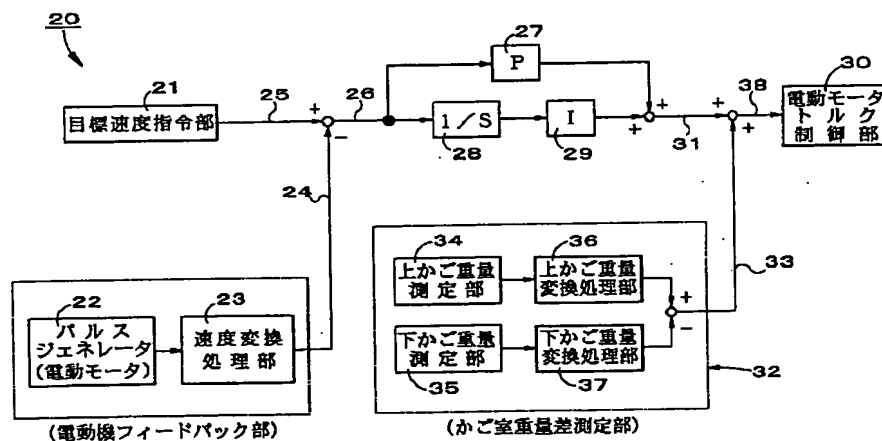 20
27
P
30
電動モータ
トルク
制御部
21
目標速度指令部
25
+
−
26
1/S
28
I
29
+
+
31
+
+
38
24
33
34
上かご重量
測定部
36
上かご重量
変換処理部
+
−
下かご重量
測定部
35
下かご重量
変換処理部
37
32
22
パルス
ジェネレータ
(電動モータ)
23
速度変換
処理部
(電動機フィードバック部)
(かご室重量差測定部)